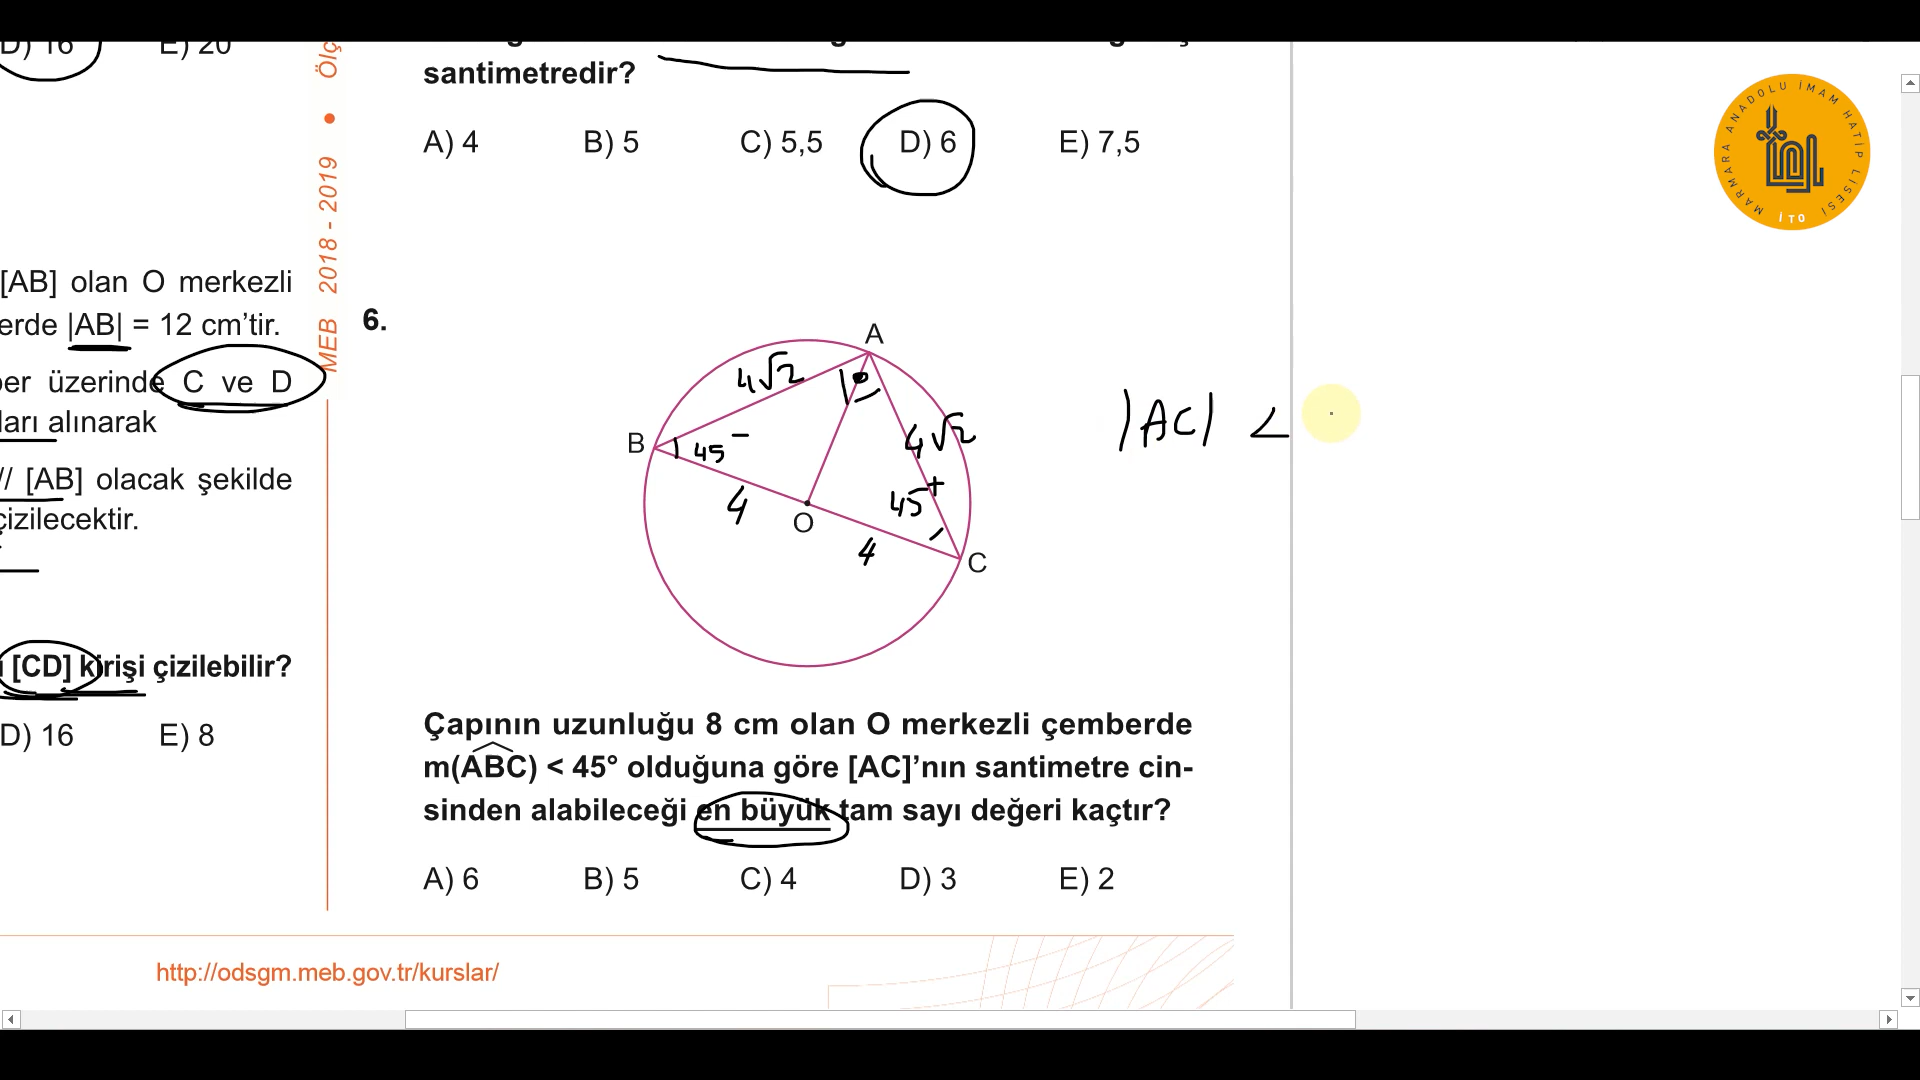 D) 16 E) 20
[AB] olan O merkezli
erde |AB| = 12 cm’tir.
ber üzerinde C ve D
ları alınarak
// [AB] olacak şekilde
çizilecektir.
[CD] kirişi çizilebilir?
D) 16 E) 8
MEB 2018 - 2019 ● Ölç
santimetredir?
A) 4 B) 5 C) 5,5 D) 6 E) 7,5
6.
A
4√2
B
45
4√2
45
4
O
4
C
|AC| <
Çapının uzunluğu 8 cm olan O merkezli çemberde
m(ABC) < 45° olduğuna göre [AC]’nın santimetre cin-
sinden alabileceği en büyük tam sayı değeri kaçtır?
A) 6 B) 5 C) 4 D) 3 E) 2
http://odsgm.meb.gov.tr/kurslar/
MARMARA ANADOLU İMAM HATİP LİSESİ
İTO